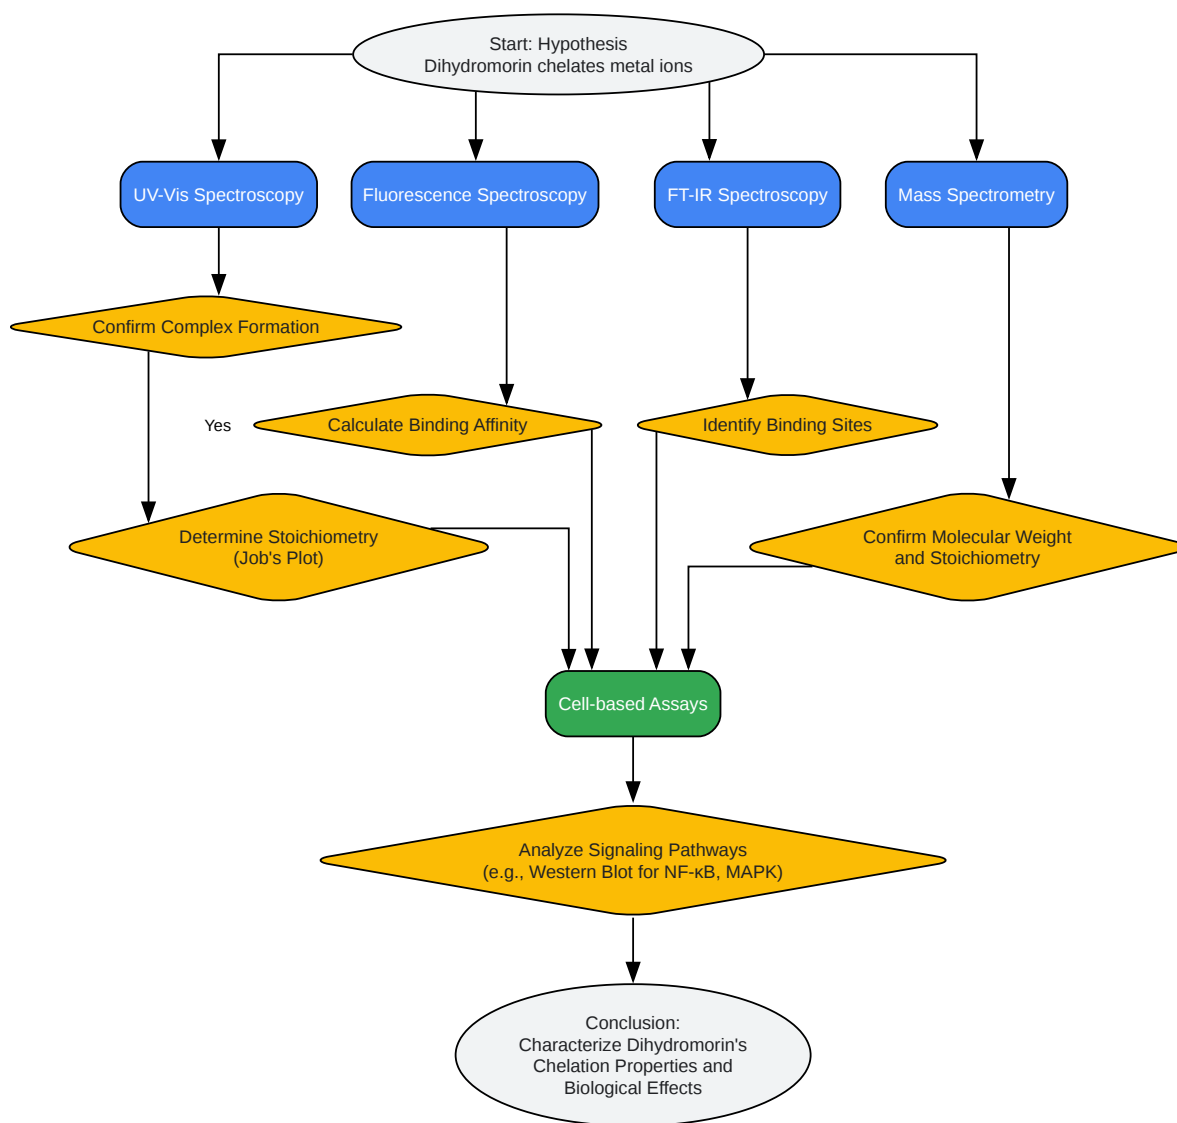 Start: Hypothesis
Dihydromorin chelates metal ions
UV-Vis Spectroscopy
Fluorescence Spectroscopy
FT-IR Spectroscopy
Mass Spectrometry
Confirm Complex Formation
Yes
Calculate Binding Affinity
Identify Binding Sites
Determine Stoichiometry
(Job's Plot)
Confirm Molecular Weight
and Stoichiometry
Cell-based Assays
Analyze Signaling Pathways
(e.g., Western Blot for NF-κB, MAPK)
Conclusion:
Characterize Dihydromorin's
Chelation Properties and
Biological Effects